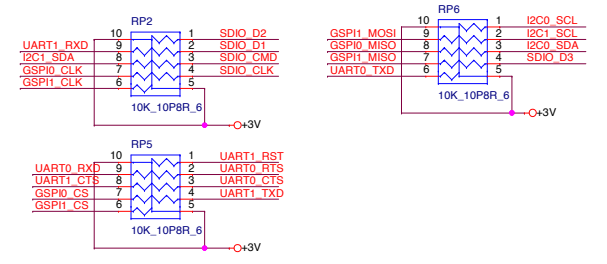 RP2
10 1 SDIO_D2
UART1_RXD 9 2 SDIO_D1
I2C1_SDA 8 3 SDIO_CMD
GSPI0_CLK 7 4 SDIO_CLK
GSPI1_CLK 6 5
10K_10P8R_6
+3V
RP6
10 1 I2C0_SCL
GSPI1_MOSI 9 2 I2C1_SCL
GSPI0_MISO 8 3 I2C0_SDA
GSPI1_MISO 7 4 SDIO_D3
UART0_TXD 6 5
10K_10P8R_6
+3V
RP5
10 1 UART1_RST
UART0_RXD 9 2 UART0_RTS
UART1_CTS 8 3 UART0_CTS
GSPI0_CS 7 4 UART1_TXD
GSPI1_CS 6 5
10K_10P8R_6
+3V